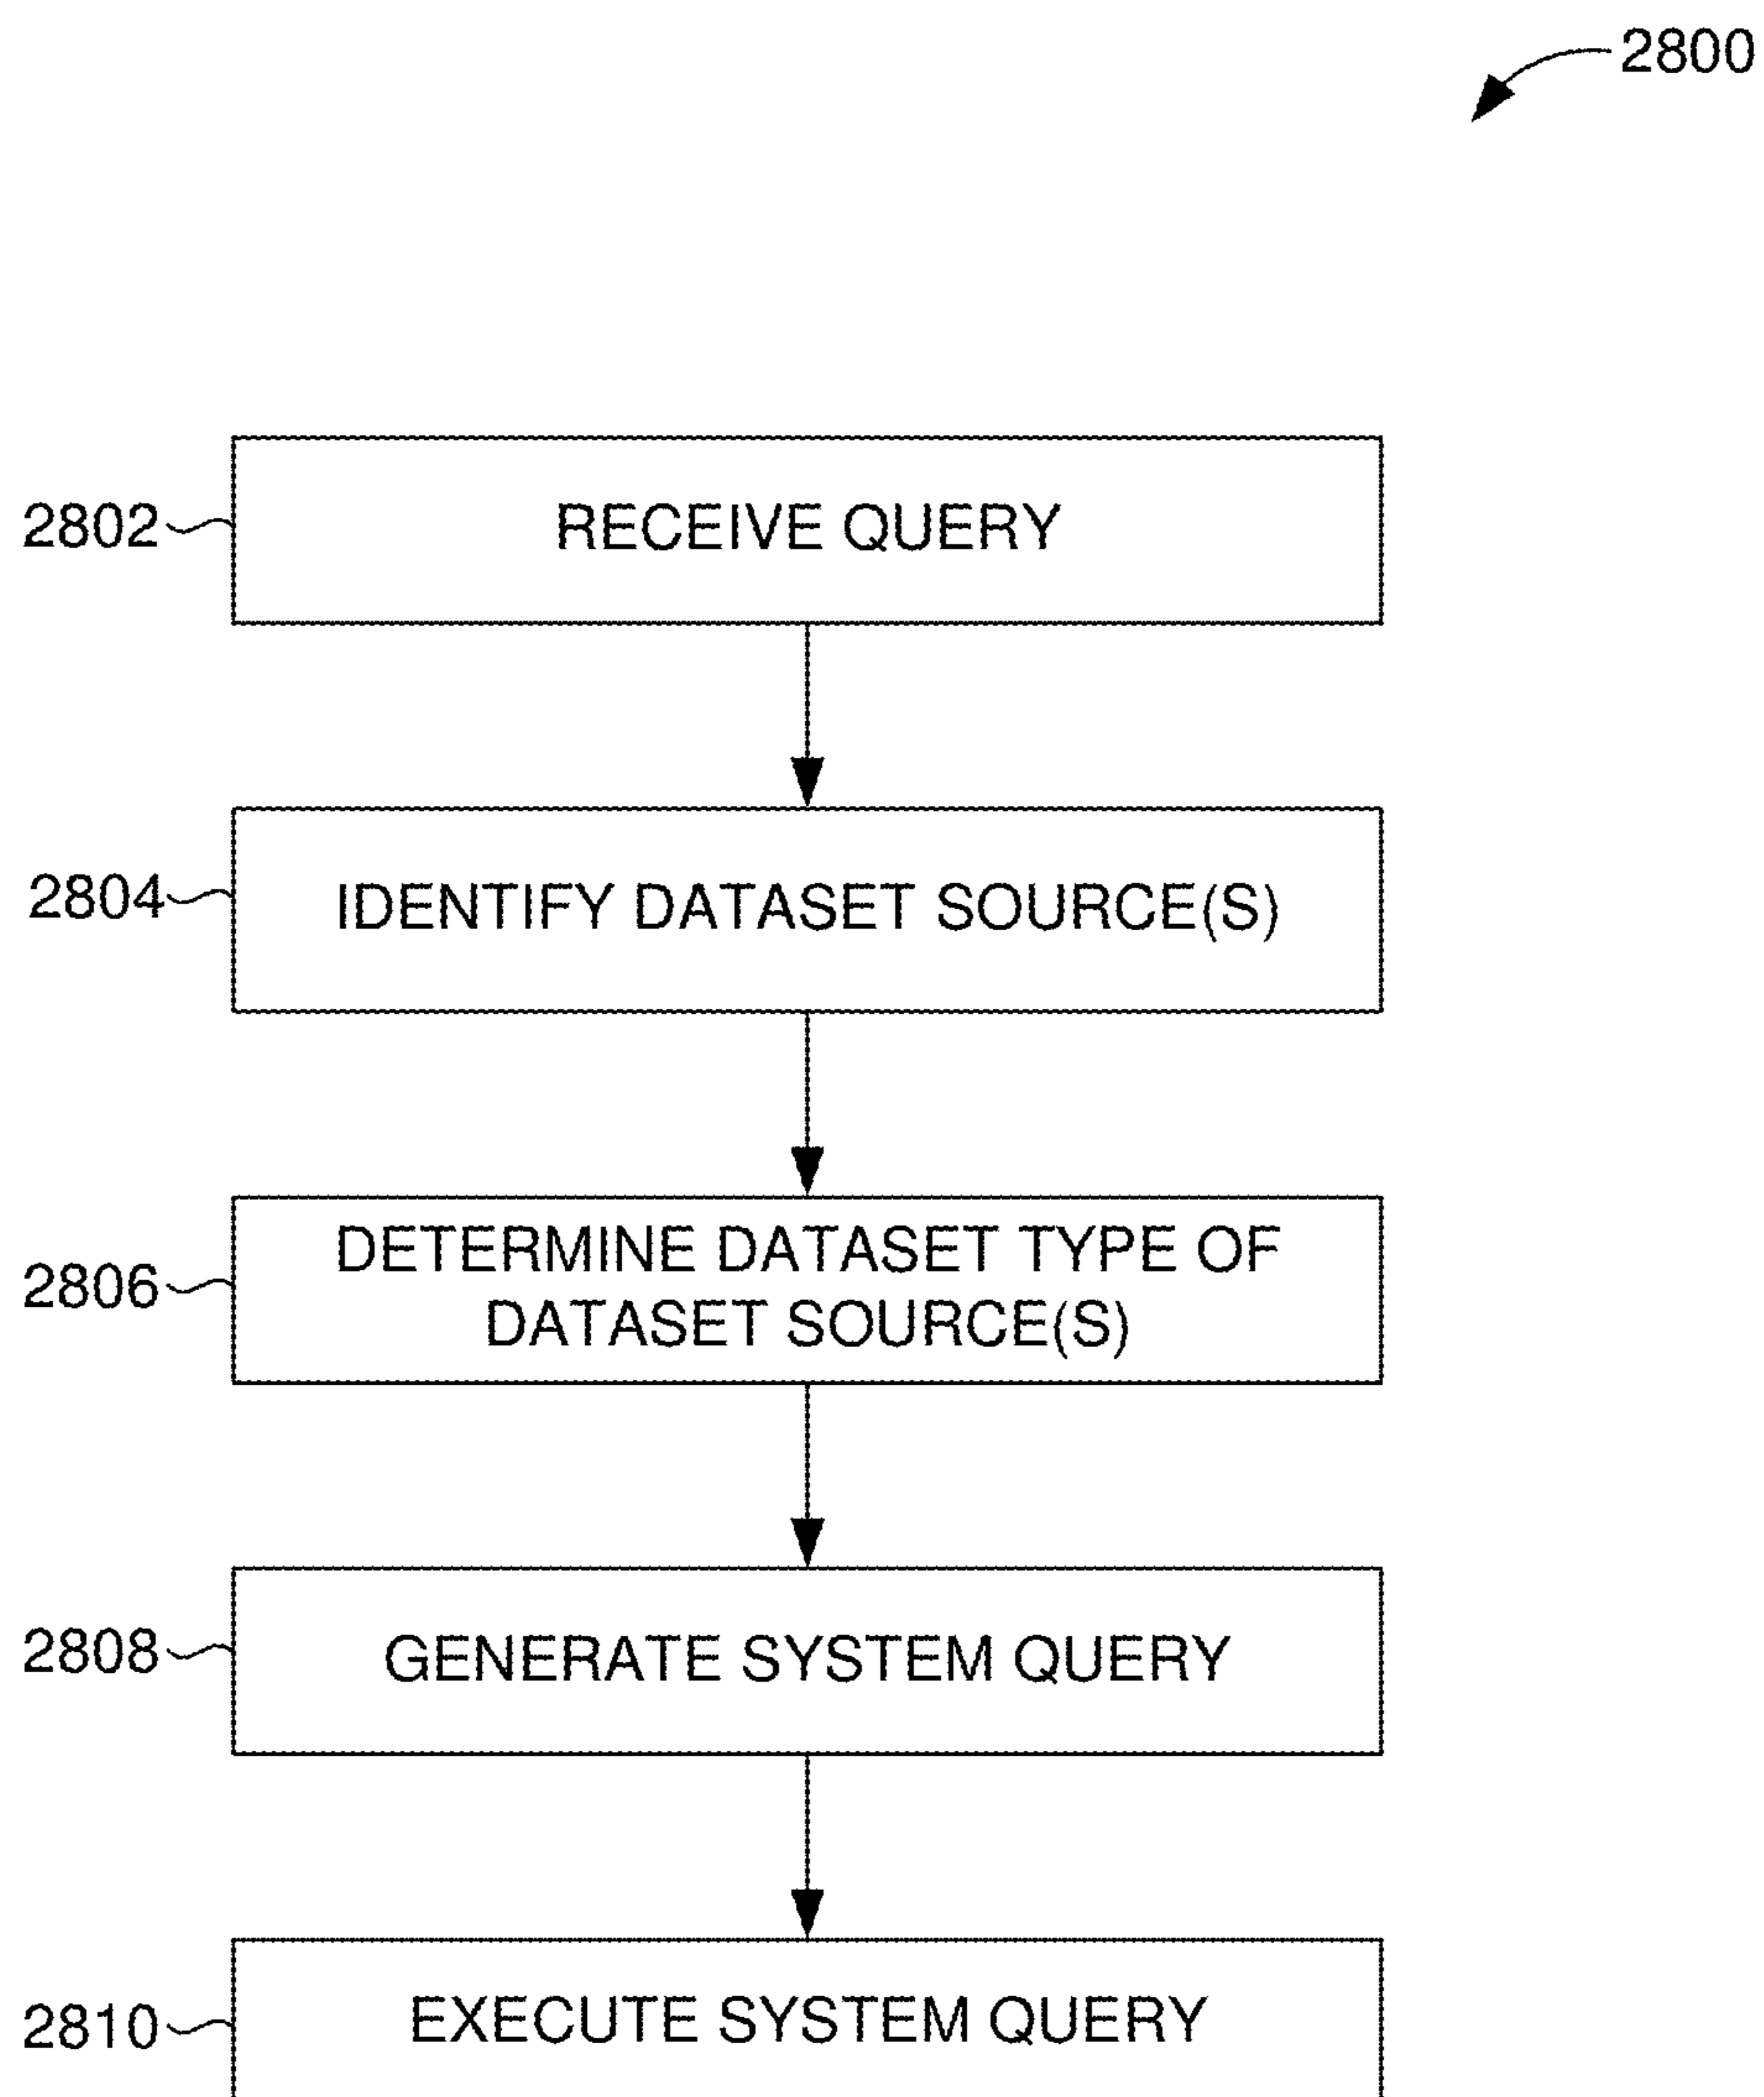 2800
2802
RECEIVE QUERY
2804
IDENTIFY DATASET SOURCE(S)
2806
DETERMINE DATASET TYPE OF
DATASET SOURCE(S)
2808
GENERATE SYSTEM QUERY
2810
EXECUTE SYSTEM QUERY